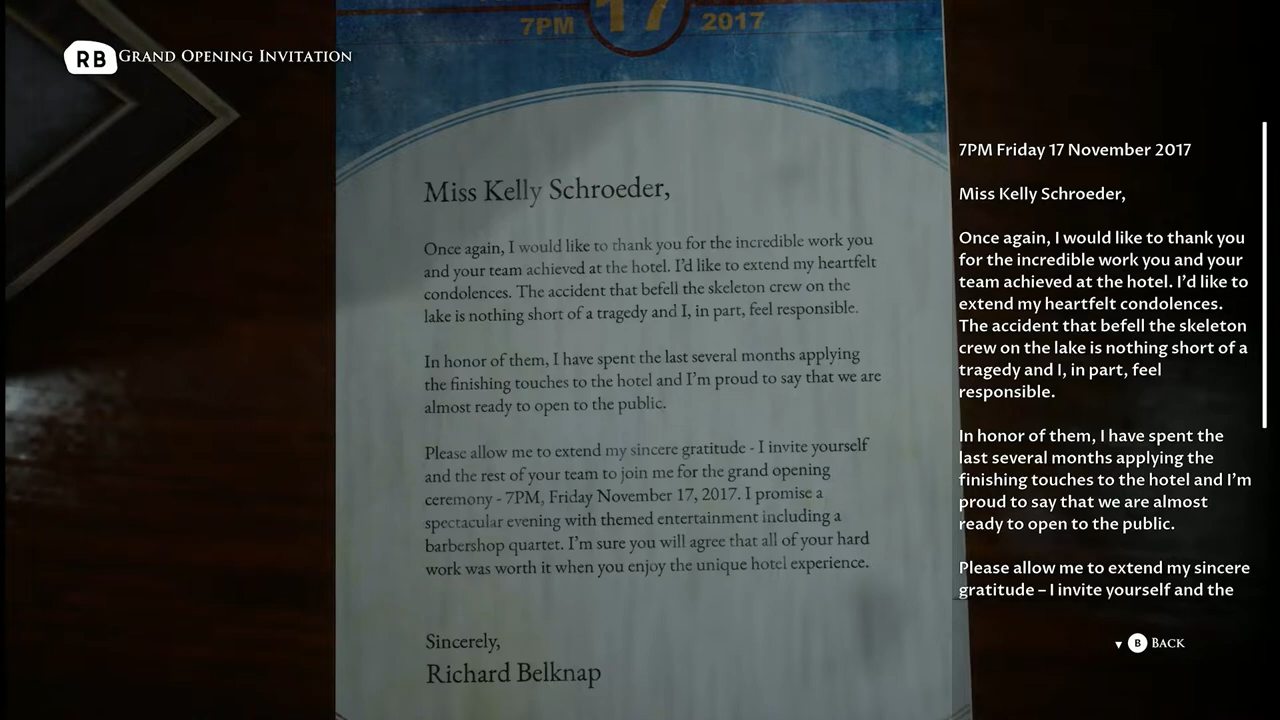 7PM 17 2017
RB GRAND OPENING INVITATION
Miss Kelly Schroeder,
Once again, I would like to thank you for the incredible work you
and your team achieved at the hotel. I'd like to extend my heartfelt
condolences. The accident that befell the skeleton crew on the
lake is nothing short of a tragedy and I, in part, feel responsible.
In honor of them, I have spent the last several months applying
the finishing touches to the hotel and I'm proud to say that we are
almost ready to open to the public.
Please allow me to extend my sincere gratitude - I invite yourself
and the rest of your team to join me for the grand opening
ceremony - 7PM, Friday November 17, 2017. I promise a
spectacular evening with themed entertainment including a
barbershop quartet. I'm sure you will agree that all of your hard
work was worth it when you enjoy the unique hotel experience.
Sincerely,
Richard Belknap
7PM Friday 17 November 2017
Miss Kelly Schroeder,
Once again, I would like to thank you
for the incredible work you and your
team achieved at the hotel. I'd like to
extend my heartfelt condolences.
The accident that befell the skeleton
crew on the lake is nothing short of a
tragedy and I, in part, feel
responsible.
In honor of them, I have spent the
last several months applying the
finishing touches to the hotel and I'm
proud to say that we are almost
ready to open to the public.
Please allow me to extend my sincere
gratitude – I invite yourself and the
B BACK